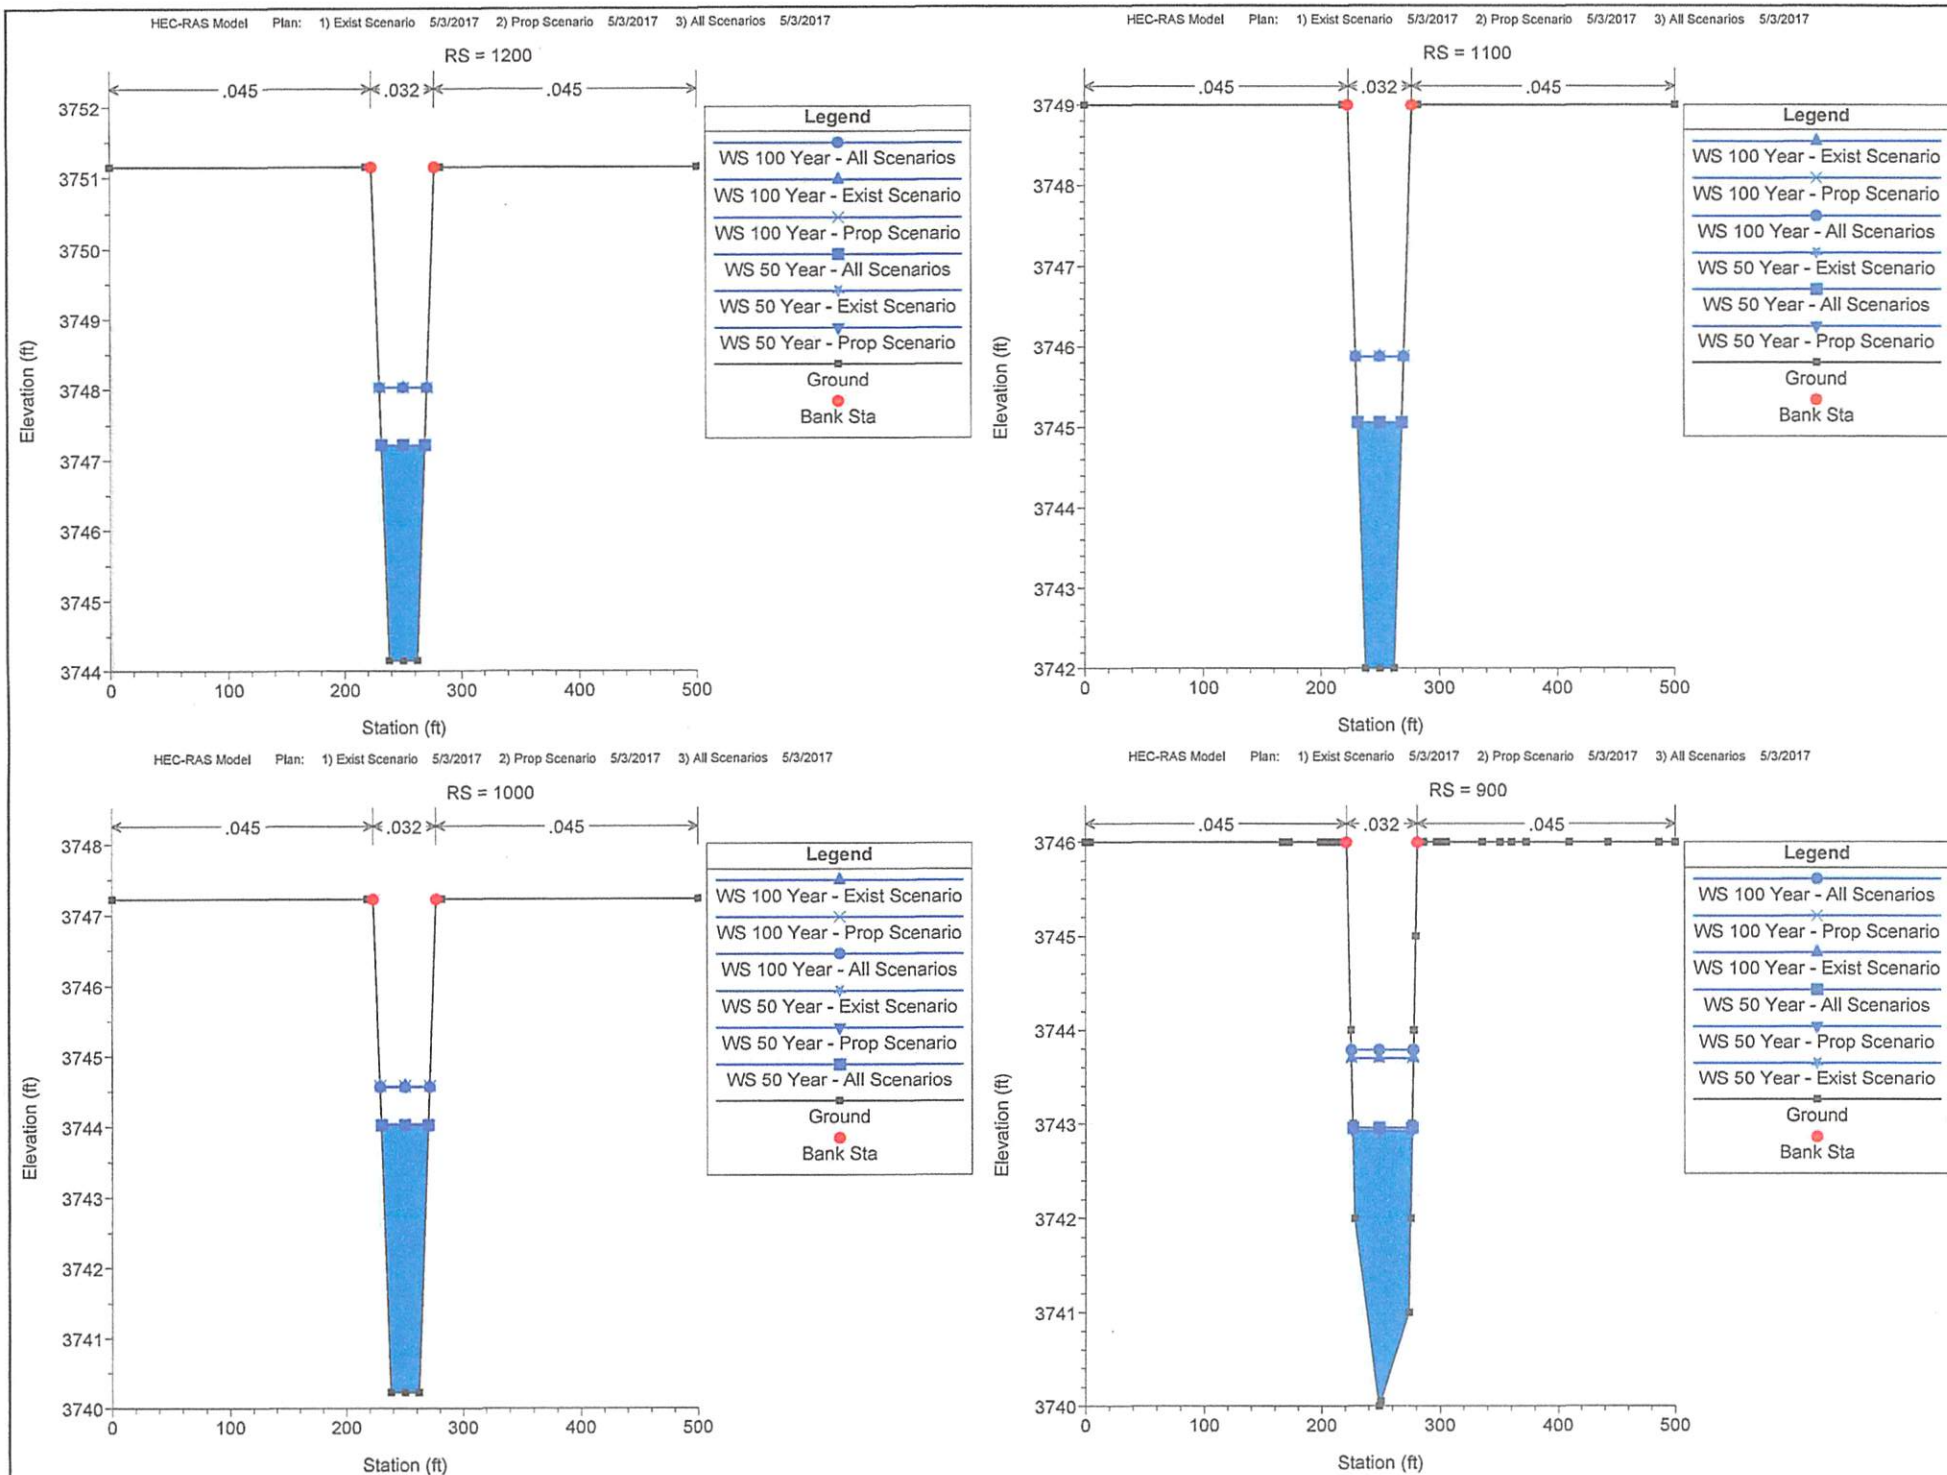 HEC-RAS Model Plan: 1) Exist Scenario 5/3/2017 2) Prop Scenario 5/3/2017 3) All Scenarios 5/3/2017
RS = 1200
.045 .032 .045
3752
3751
3750
3749
3748
3747
3746
3745
3744
Elevation (ft)
0 100 200 300 400 500
Station (ft)
Legend
WS 100 Year - All Scenarios
WS 100 Year - Exist Scenario
WS 100 Year - Prop Scenario
WS 50 Year - All Scenarios
WS 50 Year - Exist Scenario
WS 50 Year - Prop Scenario
Ground
Bank Sta
HEC-RAS Model Plan: 1) Exist Scenario 5/3/2017 2) Prop Scenario 5/3/2017 3) All Scenarios 5/3/2017
RS = 1100
.045 .032 .045
3749
3748
3747
3746
3745
3744
3743
3742
Elevation (ft)
0 100 200 300 400 500
Station (ft)
Legend
WS 100 Year - Exist Scenario
WS 100 Year - Prop Scenario
WS 100 Year - All Scenarios
WS 50 Year - Exist Scenario
WS 50 Year - All Scenarios
WS 50 Year - Prop Scenario
Ground
Bank Sta
HEC-RAS Model Plan: 1) Exist Scenario 5/3/2017 2) Prop Scenario 5/3/2017 3) All Scenarios 5/3/2017
RS = 1000
.045 .032 .045
3748
3747
3746
3745
3744
3743
3742
3741
3740
Elevation (ft)
0 100 200 300 400 500
Station (ft)
Legend
WS 100 Year - Exist Scenario
WS 100 Year - Prop Scenario
WS 100 Year - All Scenarios
WS 50 Year - Exist Scenario
WS 50 Year - Prop Scenario
WS 50 Year - All Scenarios
Ground
Bank Sta
HEC-RAS Model Plan: 1) Exist Scenario 5/3/2017 2) Prop Scenario 5/3/2017 3) All Scenarios 5/3/2017
RS = 900
.045 .032 .045
3746
3745
3744
3743
3742
3741
3740
Elevation (ft)
0 100 200 300 400 500
Station (ft)
Legend
WS 100 Year - All Scenarios
WS 100 Year - Prop Scenario
WS 100 Year - Exist Scenario
WS 50 Year - All Scenarios
WS 50 Year - Prop Scenario
WS 50 Year - Exist Scenario
Ground
Bank Sta